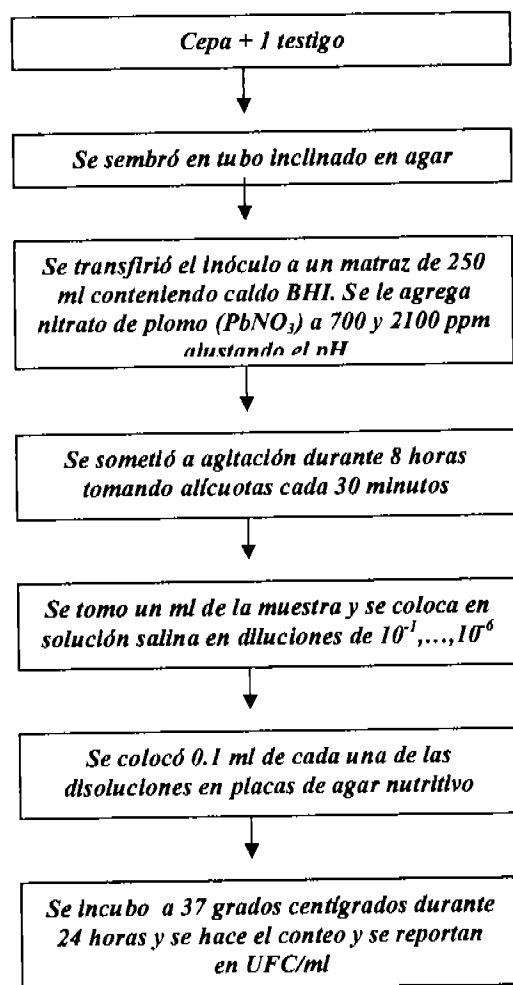 Cepa + 1 testigo
Se sembró en tubo inclinado en agar
Se transfirió el inóculo a un matraz de 250
ml conteniendo caldo BHI. Se le agrega
nitrato de plomo (PbNO₃) a 700 y 2100 ppm
ajustando el pH
Se sometió a agitación durante 8 horas
tomando alícuotas cada 30 minutos
Se tomo un ml de la muestra y se coloca en
solución salina en diluciones de 10⁻¹,...,10⁻⁶
Se colocó 0.1 ml de cada una de las
disoluciones en placas de agar nutritivo
Se incubo a 37 grados centígrados durante
24 horas y se hace el conteo y se reportan
en UFC/ml